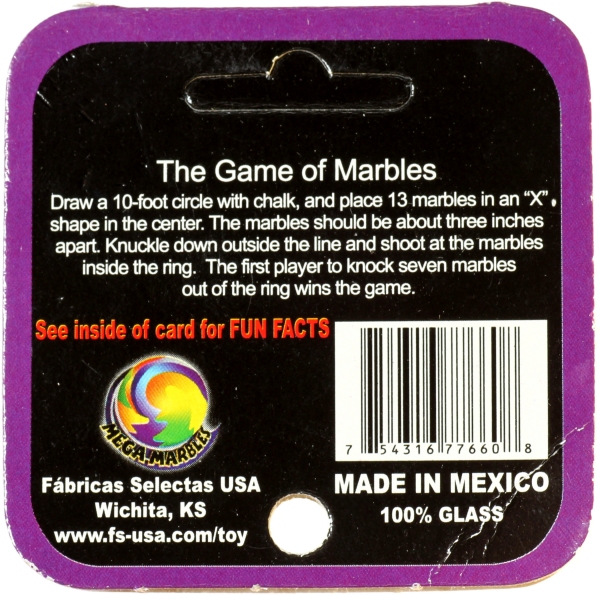 The Game of Marbles
Draw a 10-foot circle with chalk, and place 13 marbles in an “X”
shape in the center. The marbles should be about three inches
apart. Knuckle down outside the line and shoot at the marbles
inside the ring. The first player to knock seven marbles
out of the ring wins the game.
See inside of card for FUN FACTS
MEGA-MARBLES
Fábricas Selectas USA
Wichita, KS
www.fs-usa.com/toy
7 54316 77660 8
MADE IN MEXICO
100% GLASS